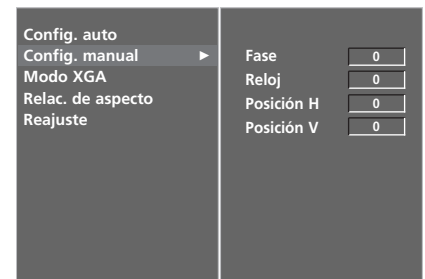 Config. auto
Config. manual ►
Modo XGA
Relac. de aspecto
Reajuste
Fase 0
Reloj 0
Posición H 0
Posición V 0